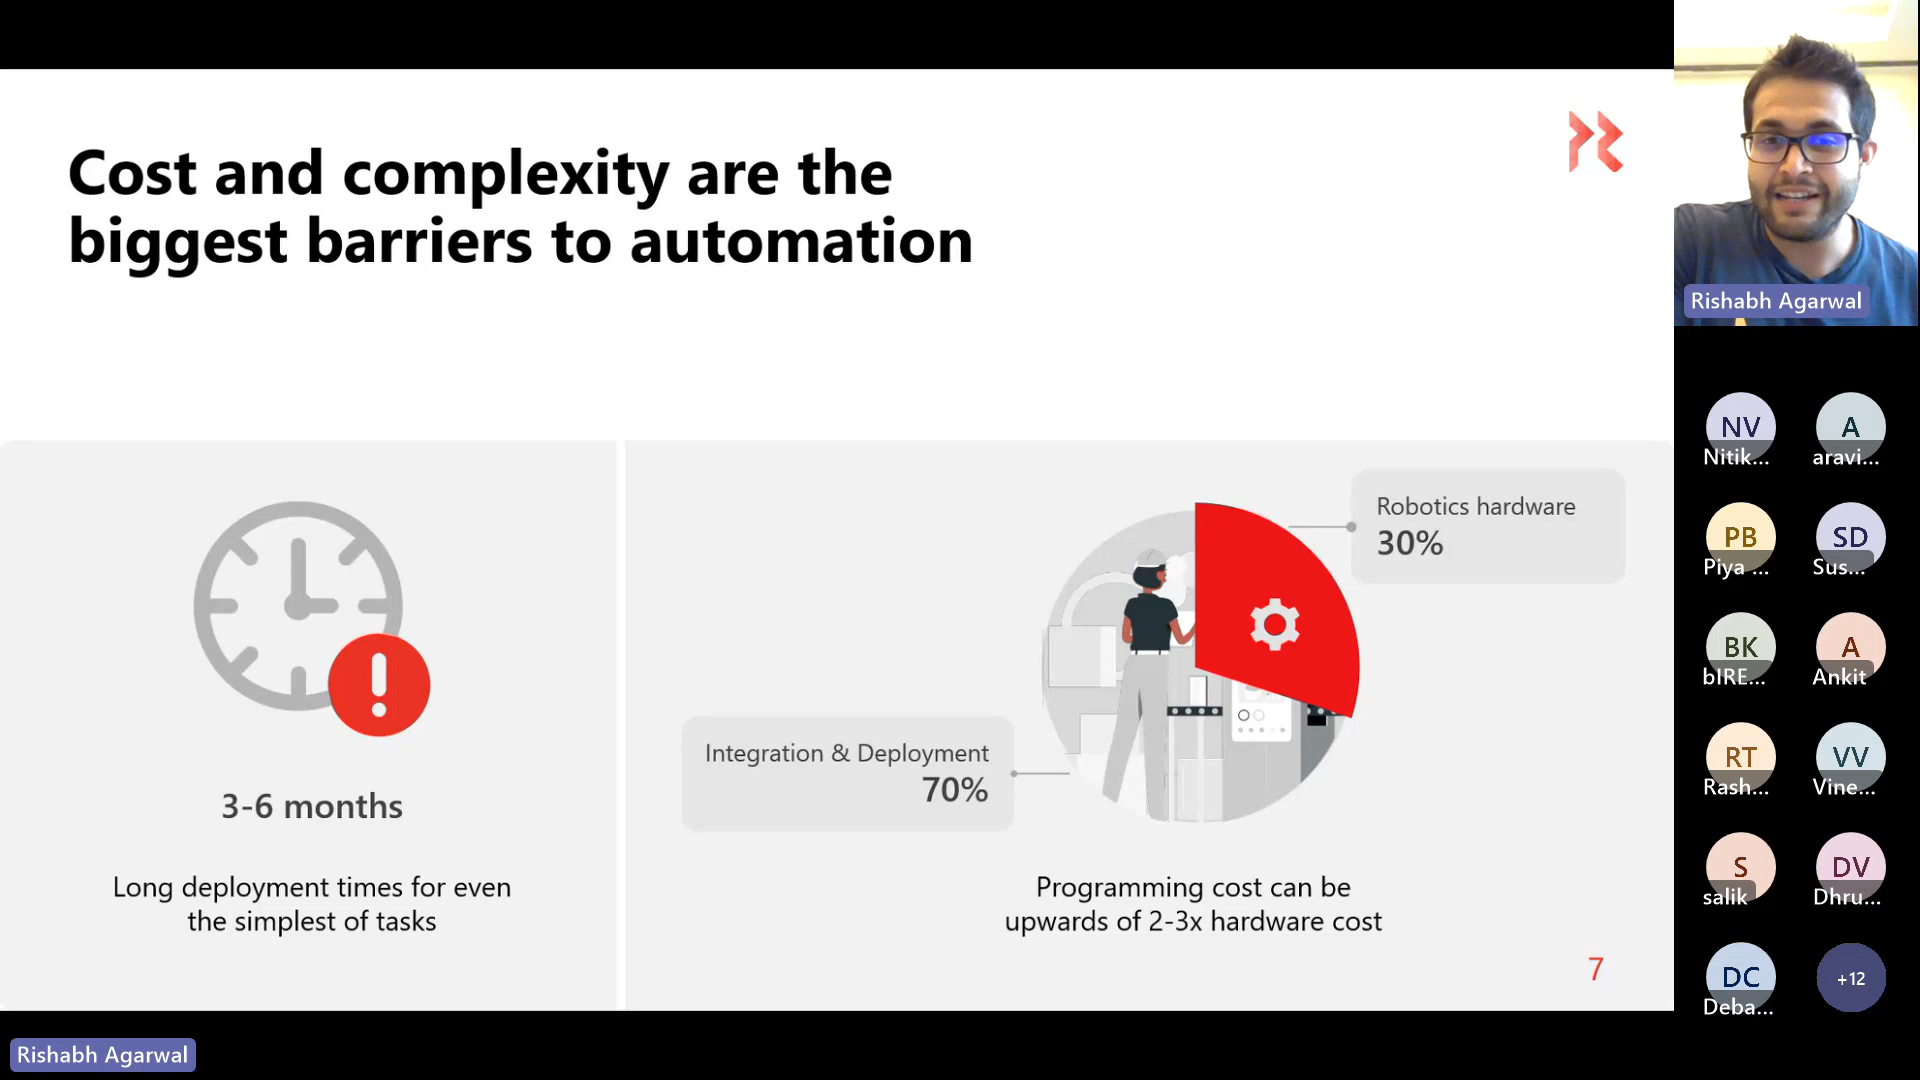 Cost and complexity are the
biggest barriers to automation
3-6 months
Long deployment times for even
the simplest of tasks
Robotics hardware
30%
Integration & Deployment
70%
Programming cost can be
upwards of 2-3x hardware cost
7
Rishabh Agarwal
Rishabh Agarwal
NV
Nitik...
A
aravi...
PB
Piya ...
SD
Sus...
BK
bIRE...
A
Ankit
RT
Rash...
VV
Vine...
S
salik
DV
Dhru...
DC
Deba...
+12